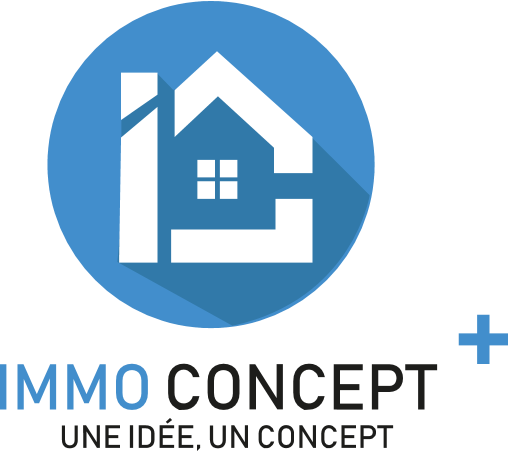 IMMO CONCEPT +
UNE IDÉE, UN CONCEPT